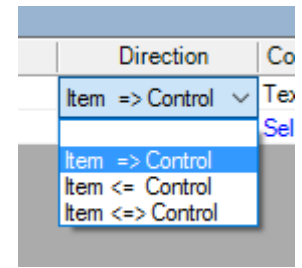 Direction Co
Item => Control Tex
Sel
Item => Control
Item <= Control
Item <=> Control